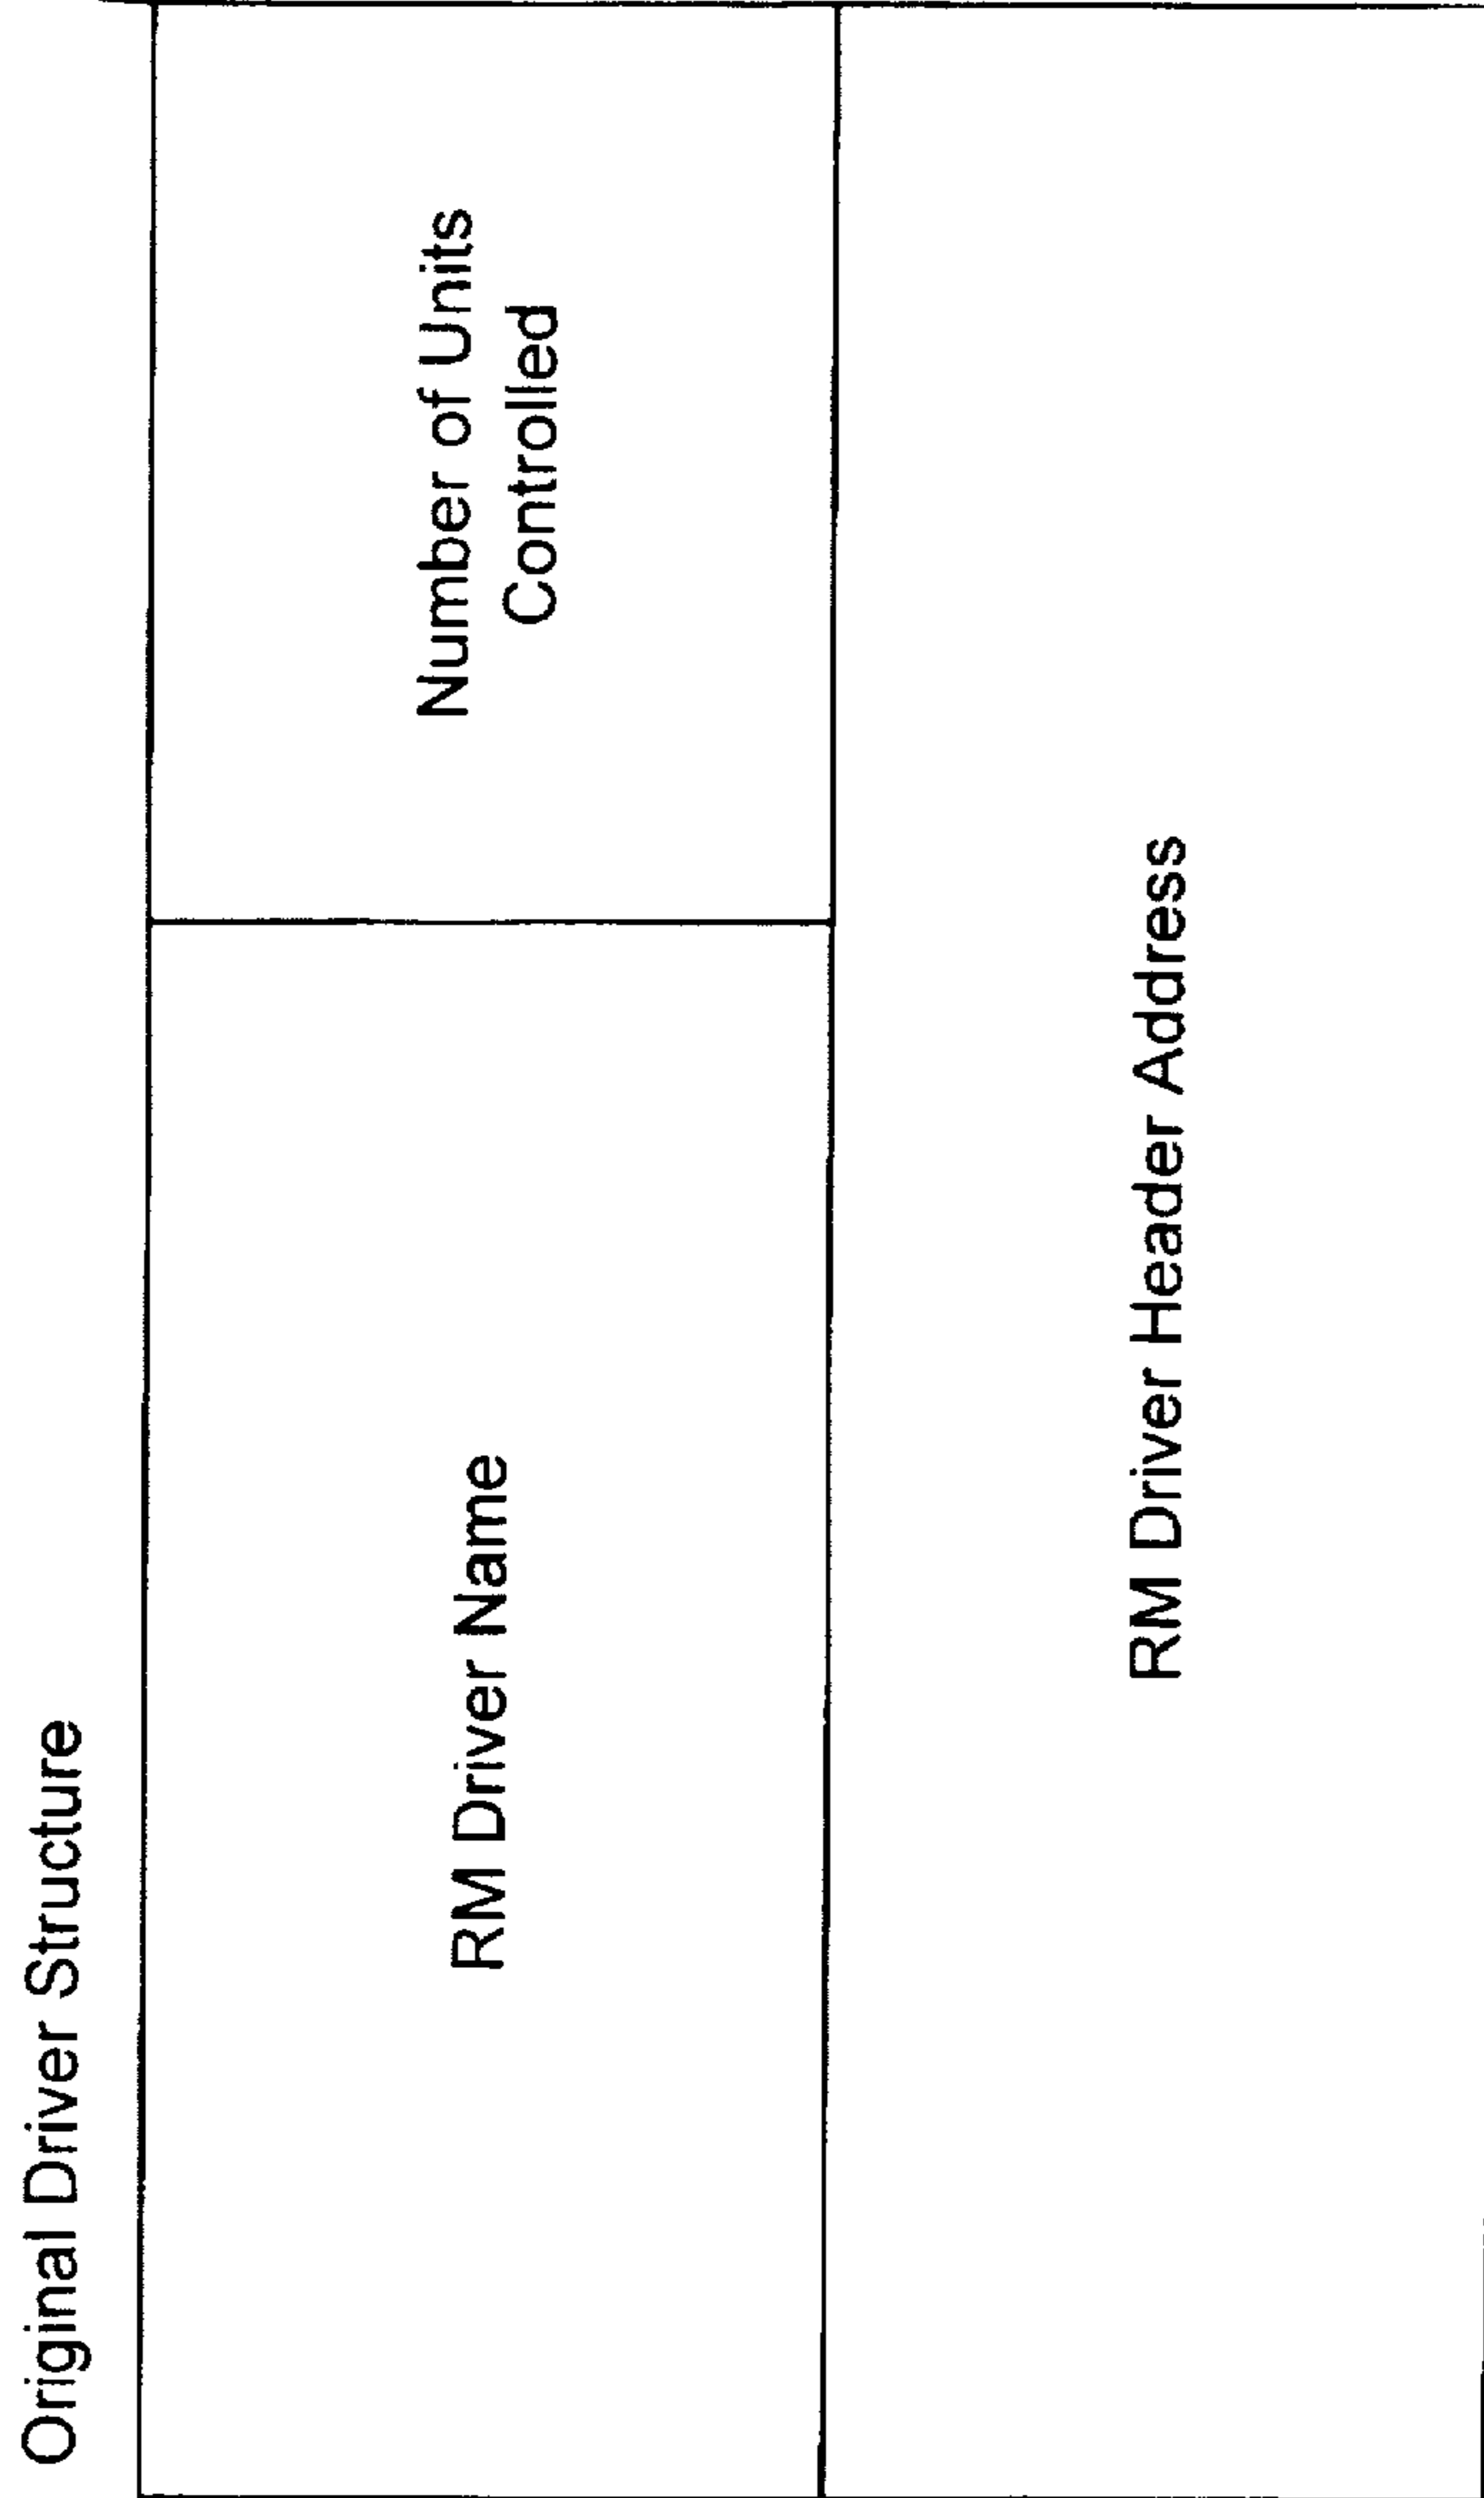 Original Driver Structure
RM Driver Name
Number of Units
Controlled
RM Driver Header Address